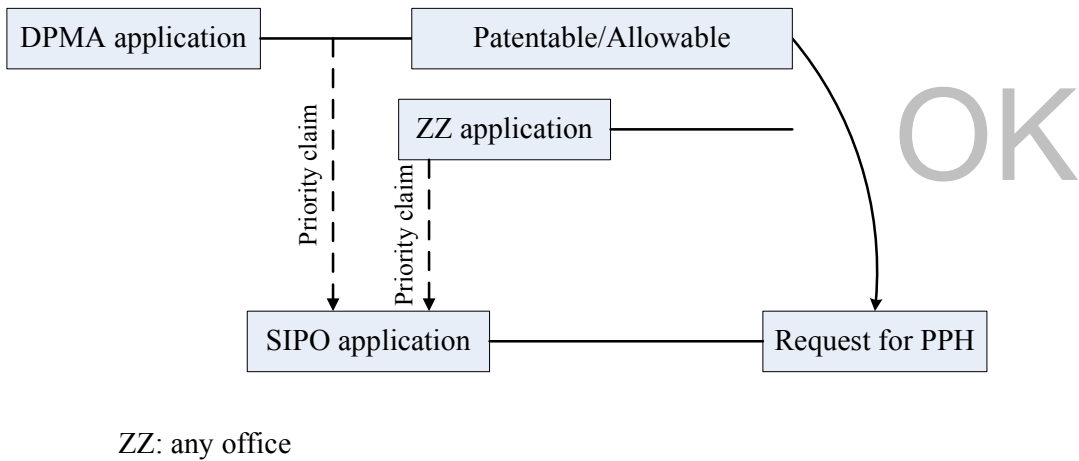 DPMA application
Patentable/Allowable
OK
ZZ application
Priority claim
Priority claim
SIPO application
Request for PPH
ZZ: any office